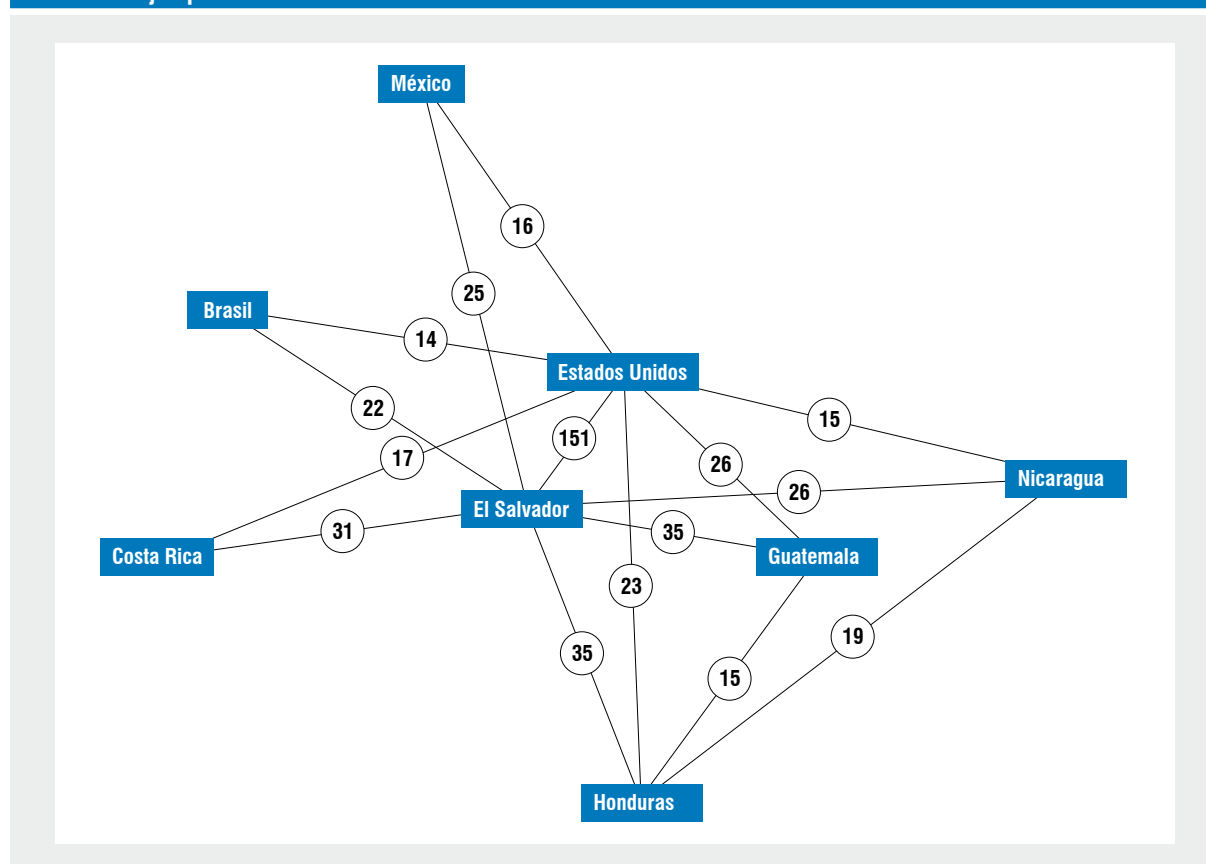 México
16
25
Brasil
14
Estados Unidos
22
15
151
17
26
Nicaragua
26
El Salvador
31
35
Costa Rica
Guatemala
23
19
35
15
Honduras